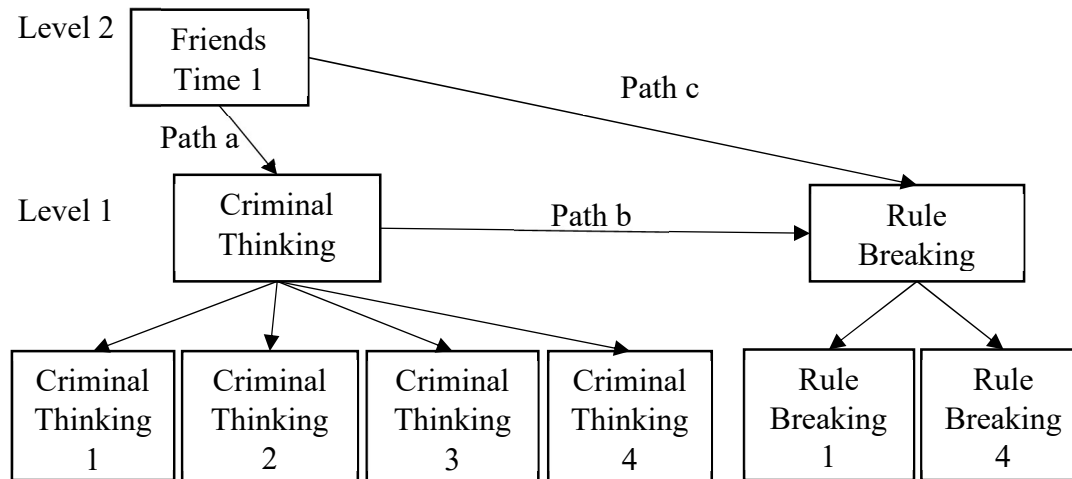 Level 2
Friends
Time 1
Path c
Path a
Level 1
Criminal
Thinking
Path b
Rule
Breaking
Criminal
Thinking
1
Criminal
Thinking
2
Criminal
Thinking
3
Criminal
Thinking
4
Rule
Breaking
1
Rule
Breaking
4